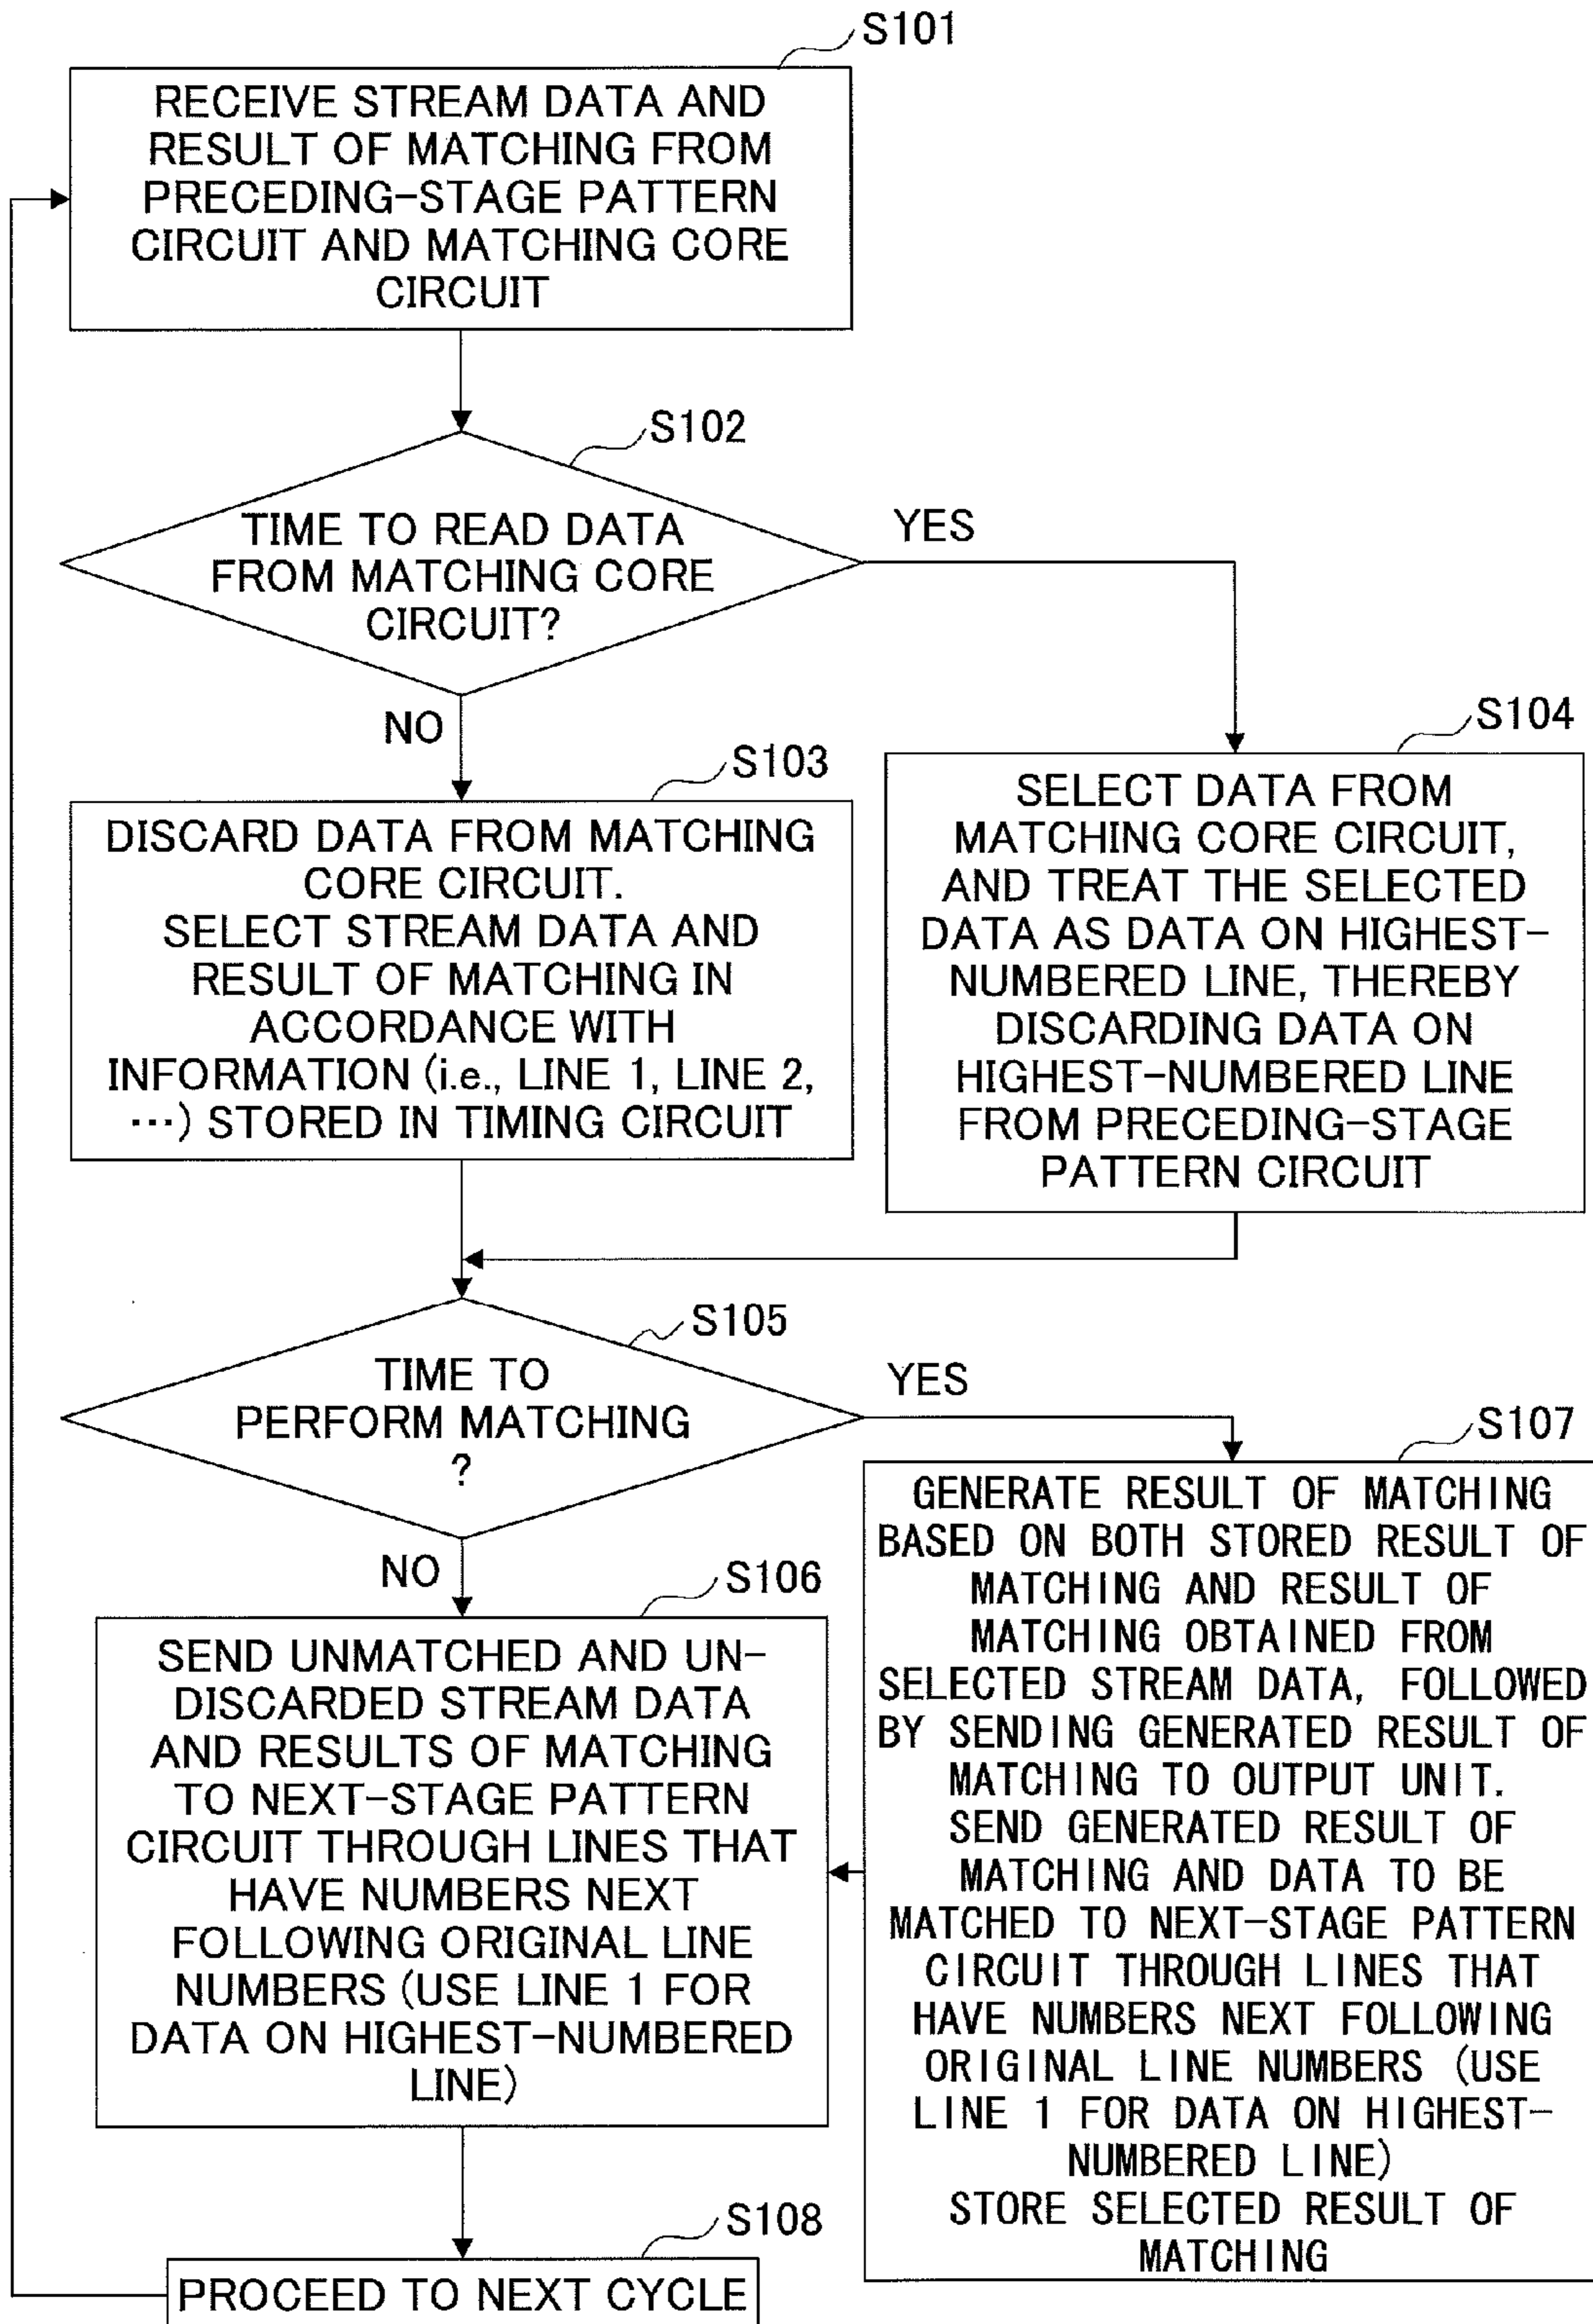 S101
RECEIVE STREAM DATA AND
RESULT OF MATCHING FROM
PRECEDING-STAGE PATTERN
CIRCUIT AND MATCHING CORE
CIRCUIT
S102
TIME TO READ DATA
FROM MATCHING CORE
CIRCUIT?
YES
NO
S103
DISCARD DATA FROM MATCHING
CORE CIRCUIT.
SELECT STREAM DATA AND
RESULT OF MATCHING IN
ACCORDANCE WITH
INFORMATION (i.e., LINE 1, LINE 2,
···) STORED IN TIMING CIRCUIT
S104
SELECT DATA FROM
MATCHING CORE CIRCUIT,
AND TREAT THE SELECTED
DATA AS DATA ON HIGHEST-
NUMBERED LINE, THEREBY
DISCARDING DATA ON
HIGHEST-NUMBERED LINE
FROM PRECEDING-STAGE
PATTERN CIRCUIT
S105
TIME TO
PERFORM MATCHING
?
YES
NO
S106
SEND UNMATCHED AND UN-
DISCARDED STREAM DATA
AND RESULTS OF MATCHING
TO NEXT-STAGE PATTERN
CIRCUIT THROUGH LINES THAT
HAVE NUMBERS NEXT
FOLLOWING ORIGINAL LINE
NUMBERS (USE LINE 1 FOR
DATA ON HIGHEST-NUMBERED
LINE)
S107
GENERATE RESULT OF MATCHING
BASED ON BOTH STORED RESULT OF
MATCHING AND RESULT OF
MATCHING OBTAINED FROM
SELECTED STREAM DATA, FOLLOWED
BY SENDING GENERATED RESULT OF
MATCHING TO OUTPUT UNIT.
SEND GENERATED RESULT OF
MATCHING AND DATA TO BE
MATCHED TO NEXT-STAGE PATTERN
CIRCUIT THROUGH LINES THAT
HAVE NUMBERS NEXT FOLLOWING
ORIGINAL LINE NUMBERS (USE
LINE 1 FOR DATA ON HIGHEST-
NUMBERED LINE)
STORE SELECTED RESULT OF
MATCHING
S108
PROCEED TO NEXT CYCLE